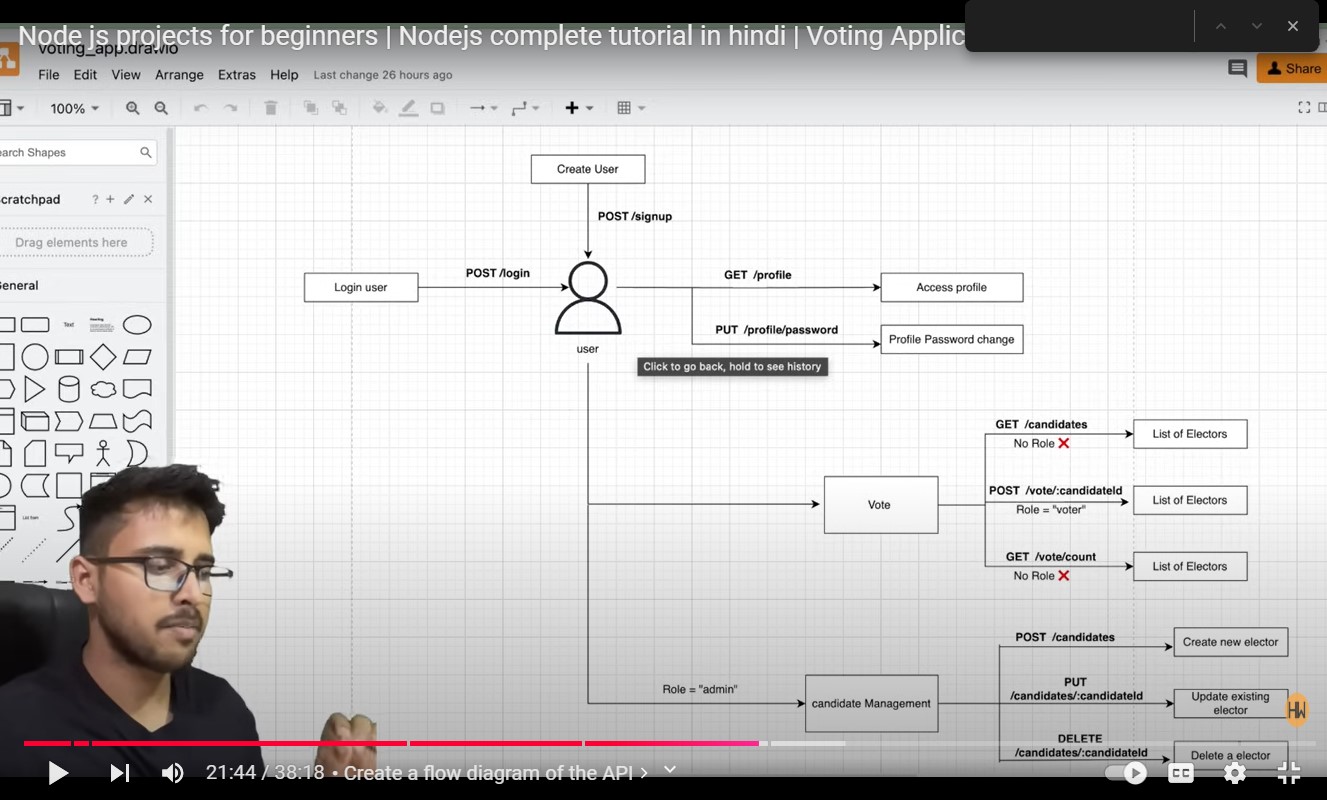 Node js projects for beginners | Nodejs complete tutorial in hindi | Voting Applic
voting_app.drawio
File Edit View Arrange Extras Help Last change 26 hours ago
Share
100%
earch Shapes
cratchpad ? + ✕
Drag elements here
General
Text
Heading
List Item
Create User
POST /signup
Login user
POST /login
user
GET /profile
Access profile
PUT /profile/password
Profile Password change
Click to go back, hold to see history
Vote
GET /candidates
No Role ❌
List of Electors
POST /vote/:candidateId
Role = "voter"
List of Electors
GET /vote/count
No Role ❌
List of Electors
Role = "admin"
candidate Management
POST /candidates
Create new elector
PUT
/candidates/:candidateId
Update existing
elector
DELETE
/candidates/:candidateId
Delete a elector
HW
21:44 / 38:18 • Create a flow diagram of the API
CC